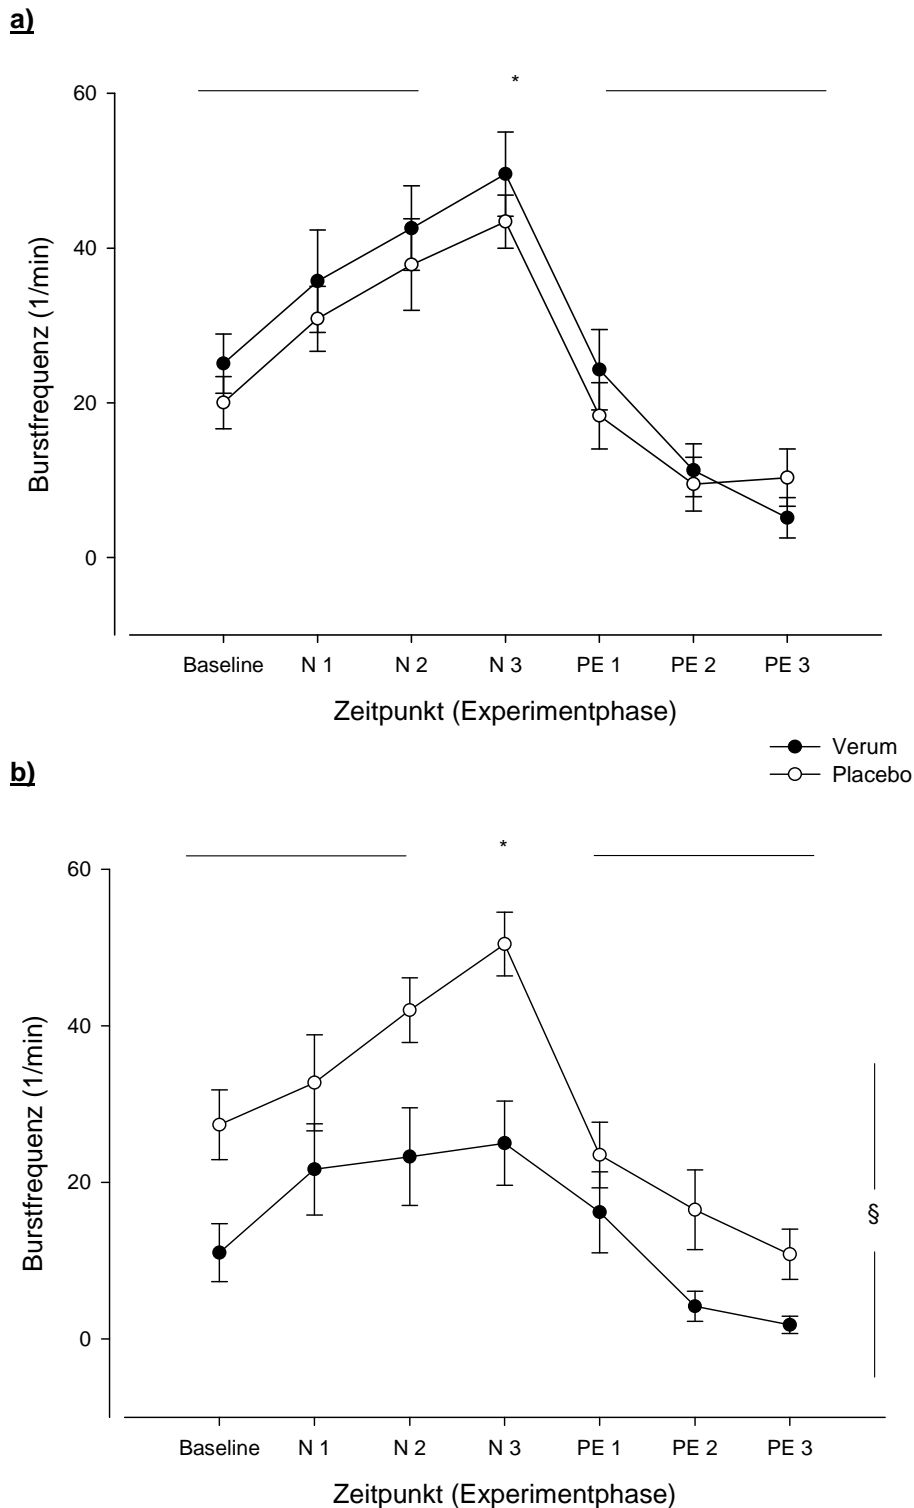 a)
*
60
40
20
0
Burstfrequenz (1/min)
Baseline N 1 N 2 N 3 PE 1 PE 2 PE 3
Zeitpunkt (Experimentphase)
Verum
Placebo
b)
*
60
40
20
0
Burstfrequenz (1/min)
§
Baseline N 1 N 2 N 3 PE 1 PE 2 PE 3
Zeitpunkt (Experimentphase)